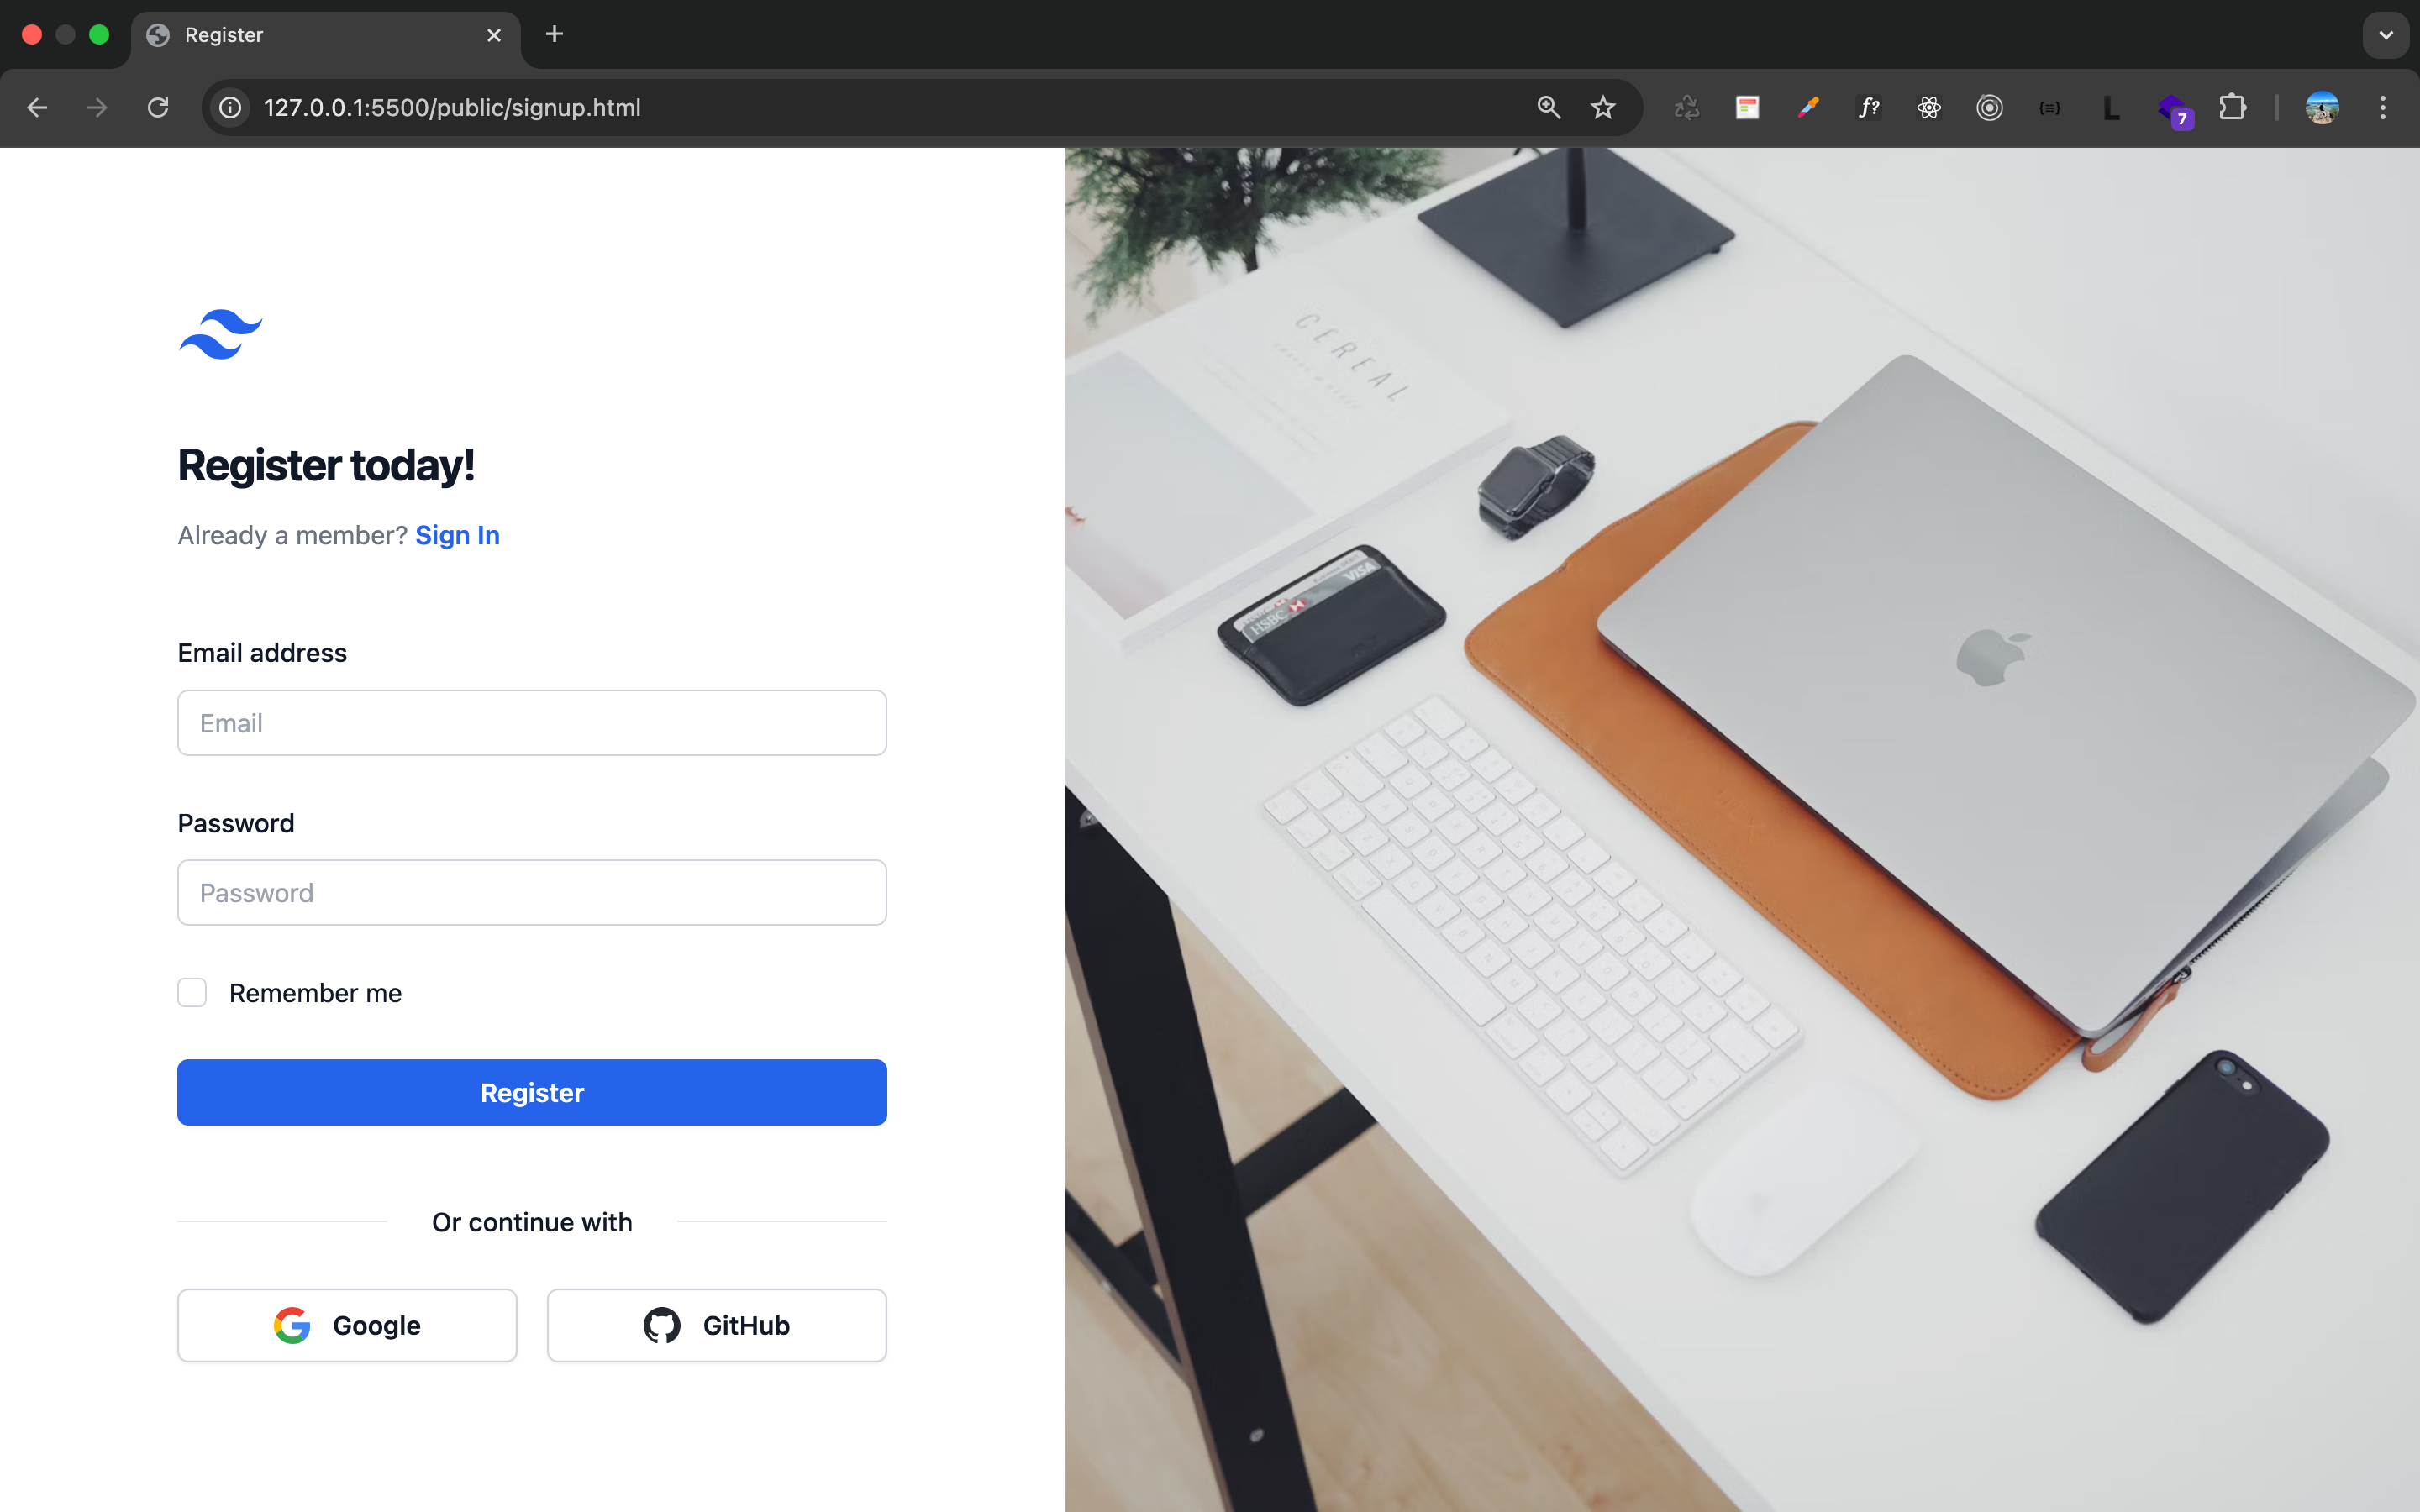 Register
127.0.0.1:5500/public/signup.html
7
Register today!
Already a member? Sign In
Email address
Email
Password
Password
Remember me
Register
Or continue with
Google
GitHub
CEREAL
VISA
HSBC